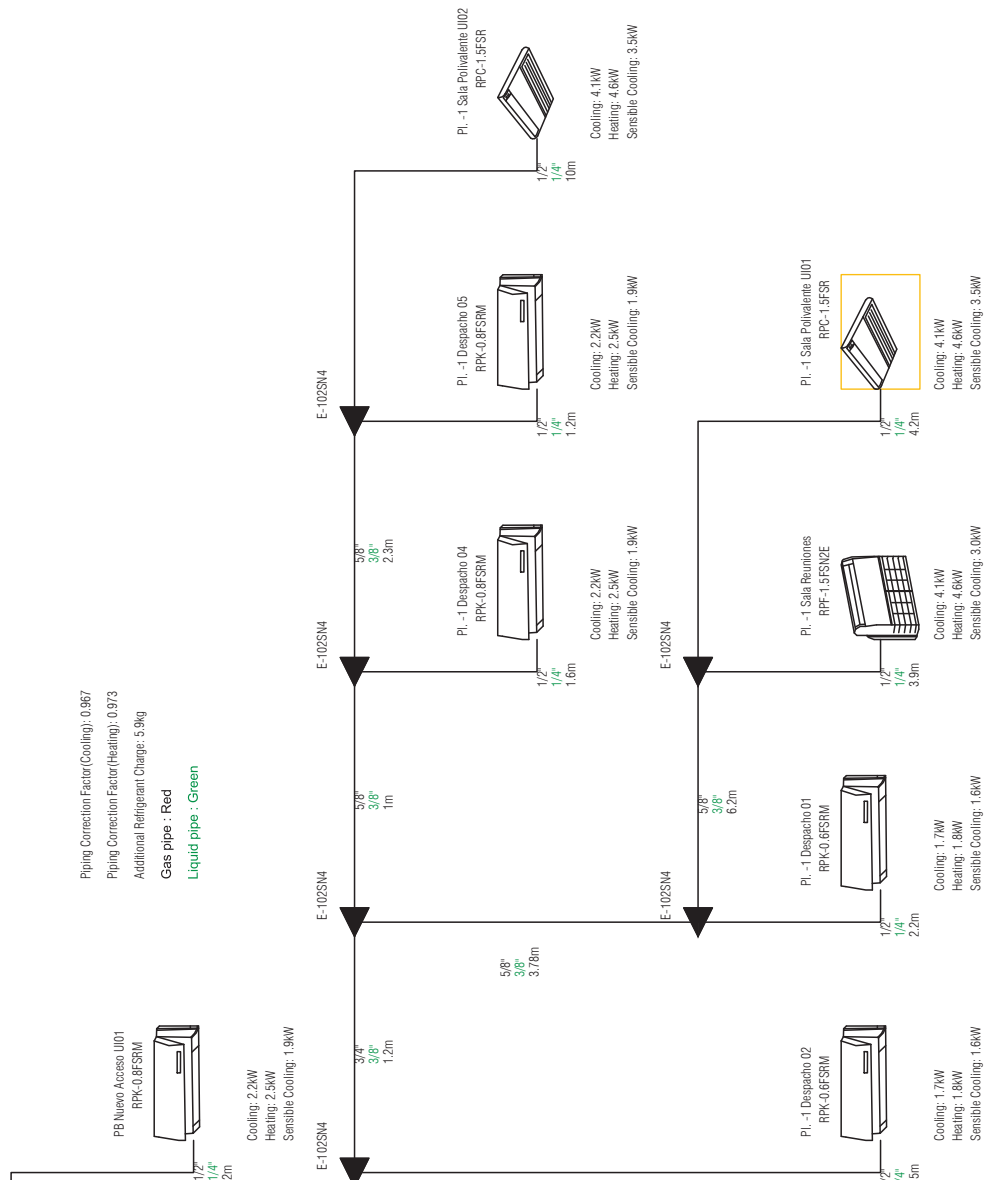 Piping Correction Factor(Cooling): 0.967
Piping Correction Factor(Heating): 0.973
Additional Refrigerant Charge: 5.9kg
Gas pipe : Red
Liquid pipe : Green
PB Nuevo Acceso UI01
RPK-0.8FSRM
1/2"
1/4"
2m
Cooling: 2.2kW
Heating: 2.5kW
Sensible Cooling: 1.9kW
E-102SN4
3/4"
3/8"
1.2m
E-102SN4
5/8"
3/8"
1m
E-102SN4
5/8"
3/8"
2.3m
E-102SN4
Pl. -1 Sala Polivalente UI02
RPC-1.5FSR
1/2"
1/4"
10m
Cooling: 4.1kW
Heating: 4.6kW
Sensible Cooling: 3.5kW
Pl. -1 Despacho 05
RPK-0.8FSRM
1/2"
1/4"
1.2m
Cooling: 2.2kW
Heating: 2.5kW
Sensible Cooling: 1.9kW
Pl. -1 Despacho 04
RPK-0.8FSRM
1/2"
1/4"
1.6m
Cooling: 2.2kW
Heating: 2.5kW
Sensible Cooling: 1.9kW
5/8"
3/8"
3.78m
E-102SN4
5/8"
3/8"
6.2m
E-102SN4
Pl. -1 Sala Polivalente UI01
RPC-1.5FSR
1/2"
1/4"
4.2m
Cooling: 4.1kW
Heating: 4.6kW
Sensible Cooling: 3.5kW
Pl. -1 Sala Reuniones
RPF-1.5FSN2E
1/2"
1/4"
3.9m
Cooling: 4.1kW
Heating: 4.6kW
Sensible Cooling: 3.0kW
Pl. -1 Despacho 01
RPK-0.6FSRM
1/2"
1/4"
2.2m
Cooling: 1.7kW
Heating: 1.8kW
Sensible Cooling: 1.6kW
Pl. -1 Despacho 02
RPK-0.6FSRM
/2"
/4"
5m
Cooling: 1.7kW
Heating: 1.8kW
Sensible Cooling: 1.6kW